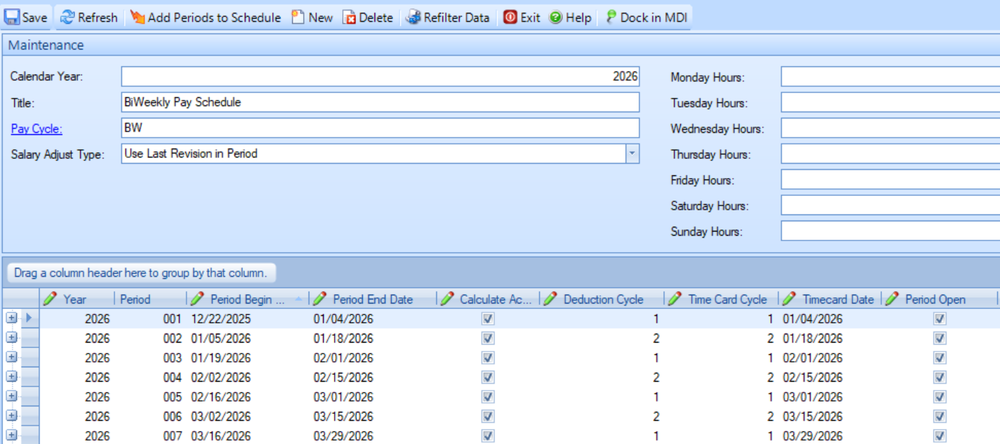 Save Refresh Add Periods to Schedule New Delete Refilter Data Exit Help Dock in MDI
Maintenance
Calendar Year: 2026
Title: BiWeekly Pay Schedule
Pay Cycle: BW
Salary Adjust Type: Use Last Revision in Period
Monday Hours:
Tuesday Hours:
Wednesday Hours:
Thursday Hours:
Friday Hours:
Saturday Hours:
Sunday Hours:
Drag a column header here to group by that column.
Year Period Period Begin ... Period End Date Calculate Ac... Deduction Cycle Time Card Cycle Timecard Date Period Open
2026 001 12/22/2025 01/04/2026 1 1 01/04/2026
2026 002 01/05/2026 01/18/2026 2 2 01/18/2026
2026 003 01/19/2026 02/01/2026 1 1 02/01/2026
2026 004 02/02/2026 02/15/2026 2 2 02/15/2026
2026 005 02/16/2026 03/01/2026 1 1 03/01/2026
2026 006 03/02/2026 03/15/2026 2 2 03/15/2026
2026 007 03/16/2026 03/29/2026 1 1 03/29/2026